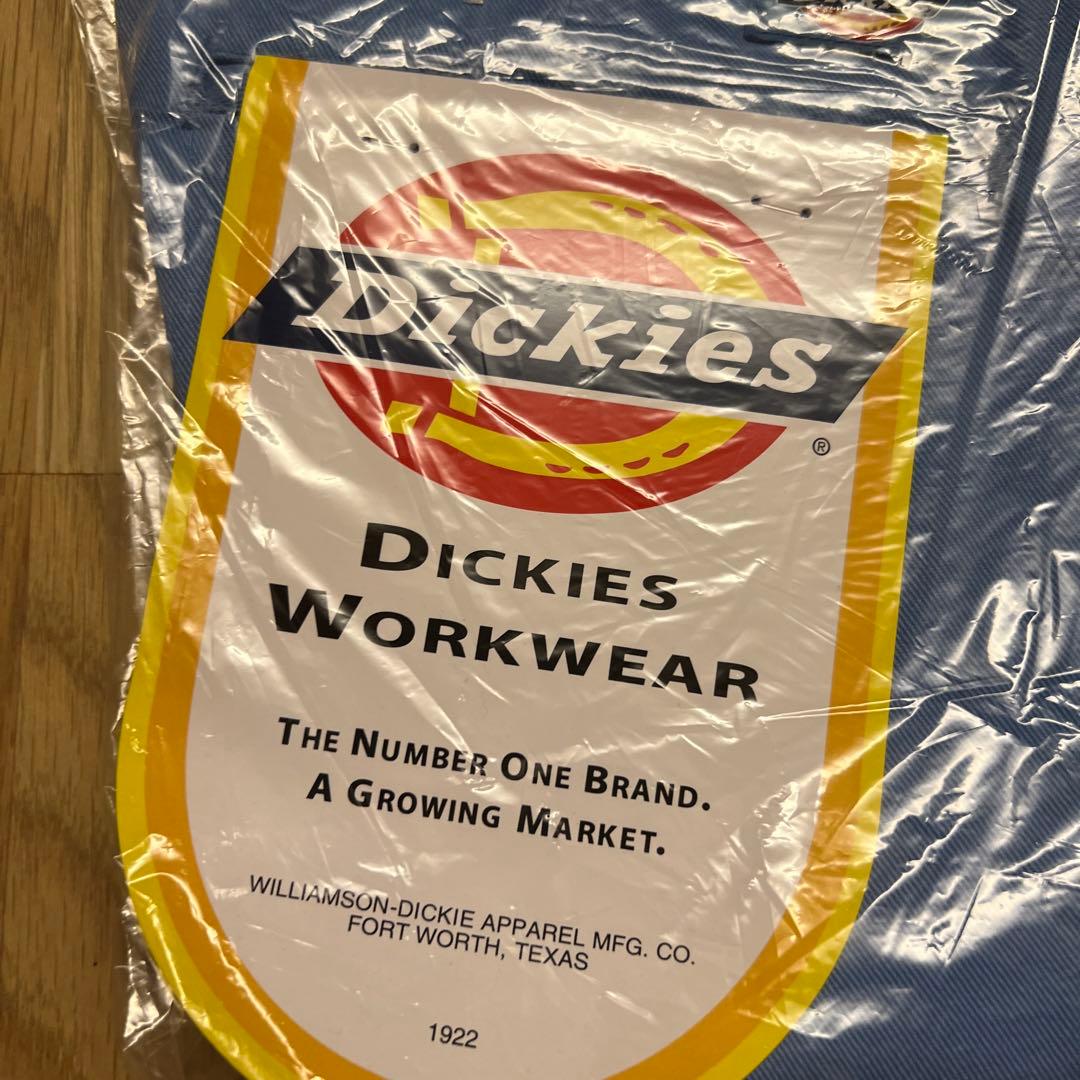 Dickies
®
DICKIES
WORKWEAR
THE NUMBER ONE BRAND.
A GROWING MARKET.
WILLIAMSON-DICKIE APPAREL MFG. CO.
FORT WORTH, TEXAS
1922